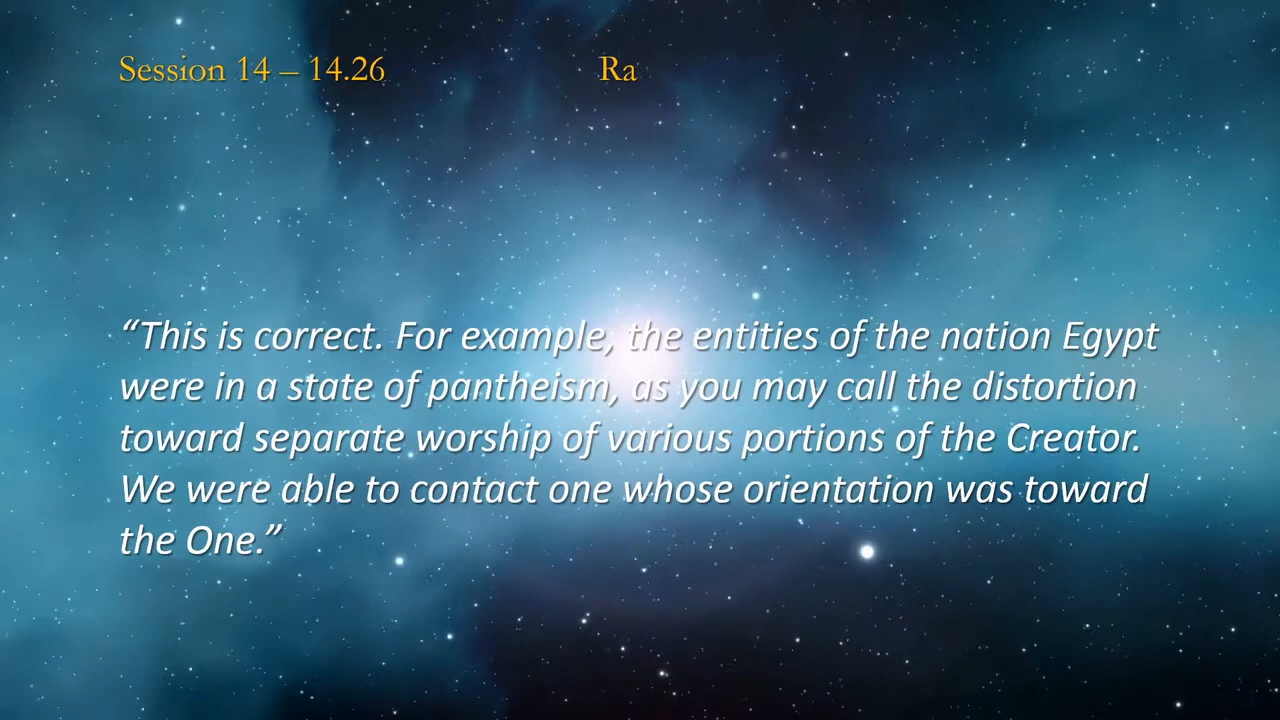 Session 14 – 14.26 Ra
“This is correct. For example, the entities of the nation Egypt
were in a state of pantheism, as you may call the distortion
toward separate worship of various portions of the Creator.
We were able to contact one whose orientation was toward
the One.”